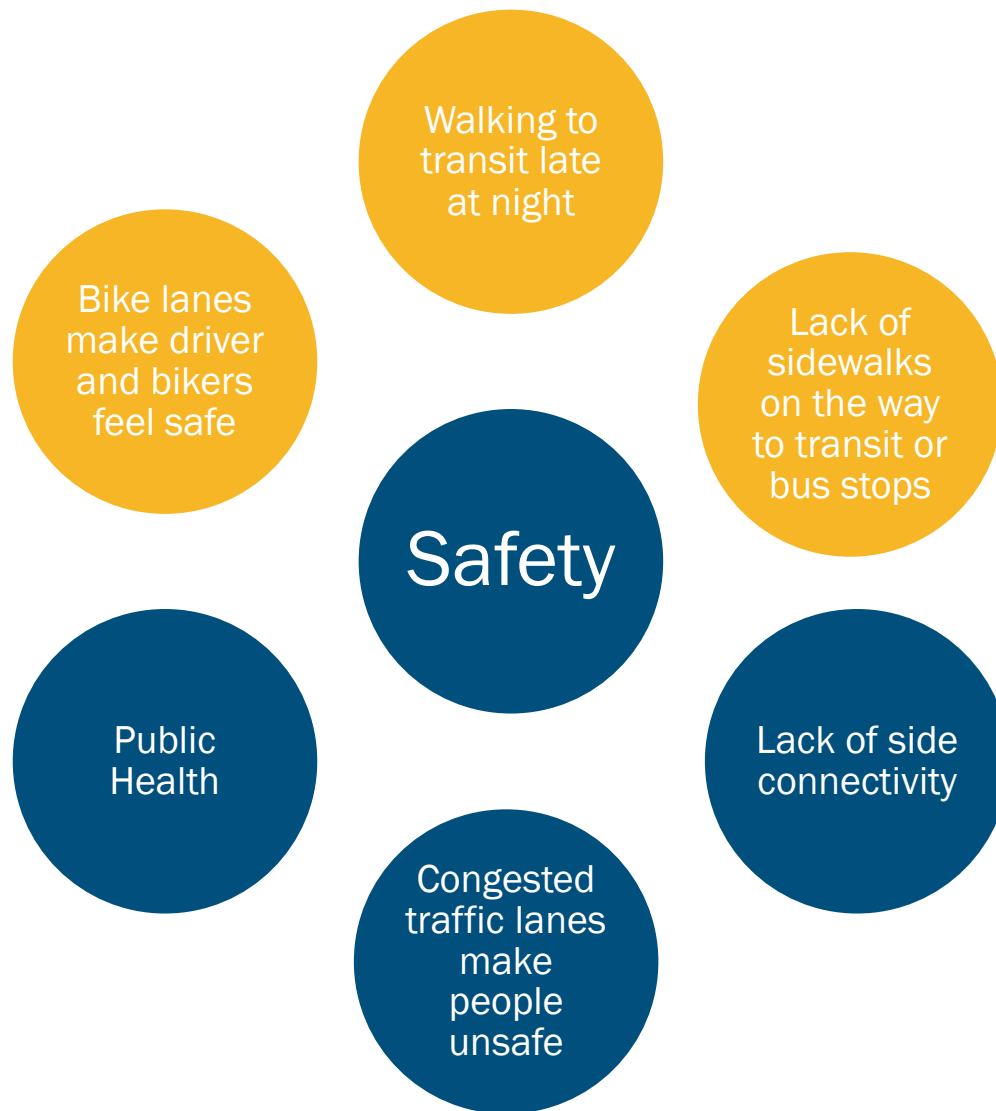 Walking to
transit late
at night
Bike lanes
make driver
and bikers
feel safe
Lack of
sidewalks
on the way
to transit or
bus stops
Safety
Public
Health
Lack of side
connectivity
Congested
traffic lanes
make
people
unsafe